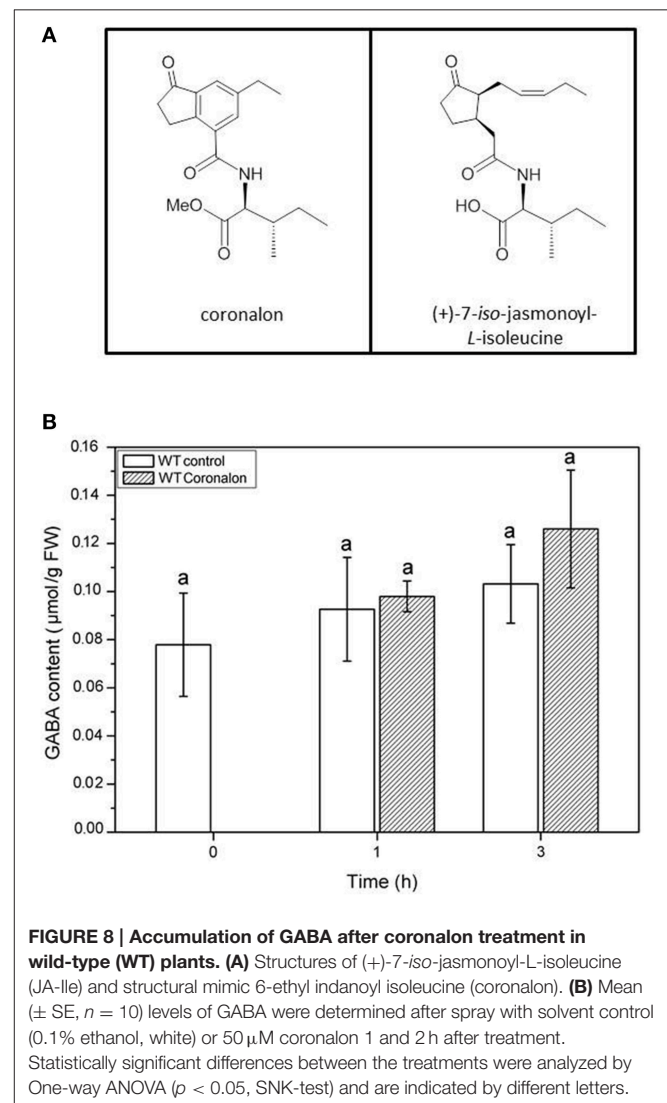 A
O
O
NH
MeO
O
coronalon
O
O
NH
HO
O
(+)-7-iso-jasmonoyl-
L-isoleucine
B
WT control
WT Coronalon
GABA content ( µmol/g FW)
0.16
0.14
0.12
0.10
0.08
0.06
0.04
0.02
0.00
a
a
a
a
a
0
1
3
Time (h)
FIGURE 8 | Accumulation of GABA after coronalon treatment in
wild-type (WT) plants. (A) Structures of (+)-7-iso-jasmonoyl-L-isoleucine
(JA-Ile) and structural mimic 6-ethyl indanoyl isoleucine (coronalon). (B) Mean
(± SE, n = 10) levels of GABA were determined after spray with solvent control
(0.1% ethanol, white) or 50 µM coronalon 1 and 2 h after treatment.
Statistically significant differences between the treatments were analyzed by
One-way ANOVA (p < 0.05, SNK-test) and are indicated by different letters.